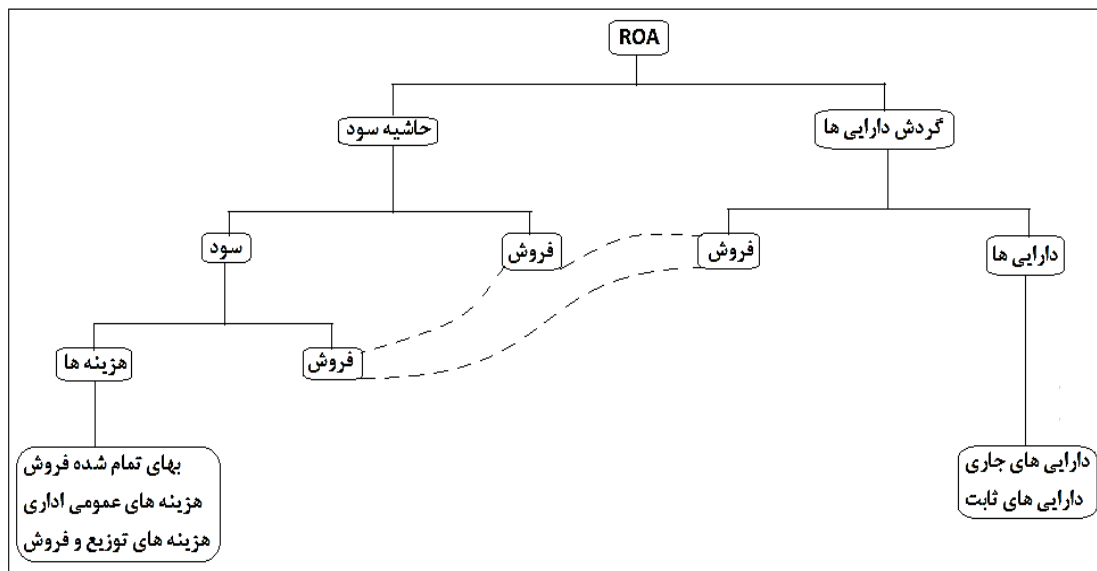 ROA
گردش دارایی ها
حاشیه سود
دارایی ها
فروش
فروش
سود
فروش
هزینه ها
دارایی های جاری
دارایی های ثابت
بهای تمام شده فروش
هزینه های عمومی اداری
هزینه های توزیع و فروش